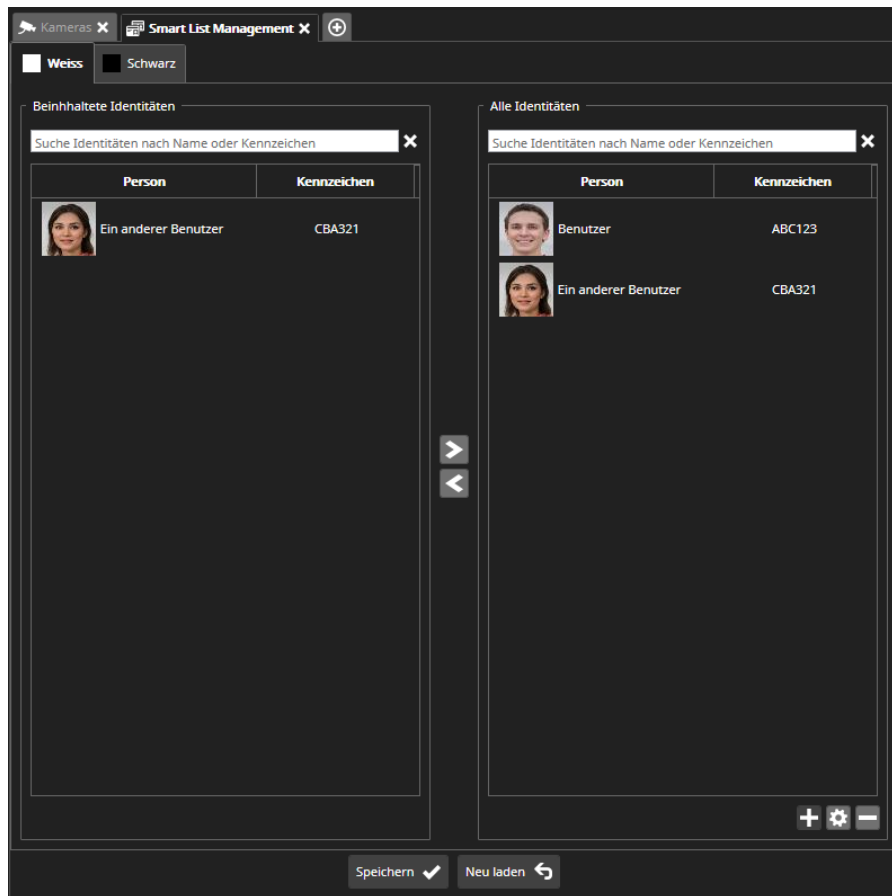 Kameras Smart List Management
Weiss Schwarz
Beinhhaltete Identitäten
Suche Identitäten nach Name oder Kennzeichen
Person Kennzeichen
Ein anderer Benutzer CBA321
Alle Identitäten
Suche Identitäten nach Name oder Kennzeichen
Person Kennzeichen
Benutzer ABC123
Ein anderer Benutzer CBA321
Speichern Neu laden